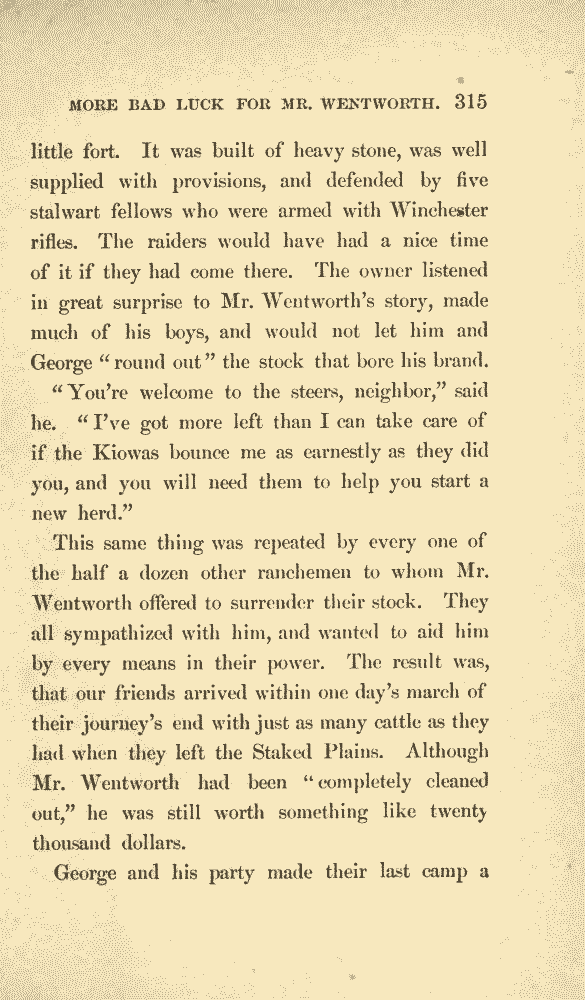 MORE BAD LUCK FOR MR. WENTWORTH. 315
little fort. It was built of heavy stone, was well
supplied with provisions, and defended by five
stalwart fellows who were armed with Winchester
rifles. The raiders would have had a nice time
of it if they had come there. The owner listened
in great surprise to Mr. Wentworth's story, made
much of his boys, and would not let him and
George “round out” the stock that bore his brand.
“You're welcome to the steers, neighbor,” said
he. “I've got more left than I can take care of
if the Kiowas bounce me as earnestly as they did
you, and you will need them to help you start a
new herd.”
This same thing was repeated by every one of
the half a dozen other ranchemen to whom Mr.
Wentworth offered to surrender their stock. They
all sympathized with him, and wanted to aid him
by every means in their power. The result was,
that our friends arrived within one day's march of
their journey's end with just as many cattle as they
had when they left the Staked Plains. Although
Mr. Wentworth had been “completely cleaned
out,” he was still worth something like twenty
thousand dollars.
George and his party made their last camp a